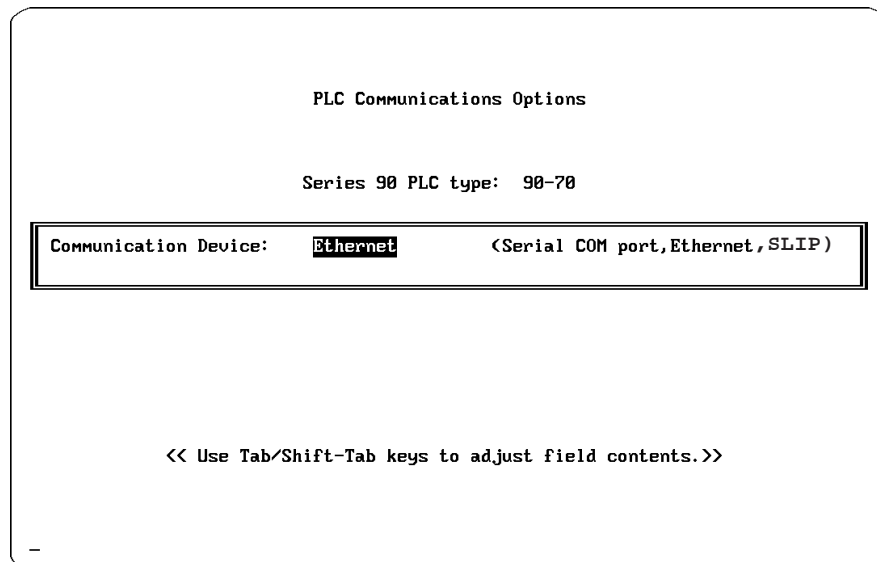 PLC Communications Options
Series 90 PLC type: 90-70
Communication Device: Ethernet (Serial COM port,Ethernet,SLIP)
<< Use Tab/Shift-Tab keys to adjust field contents.>>
_